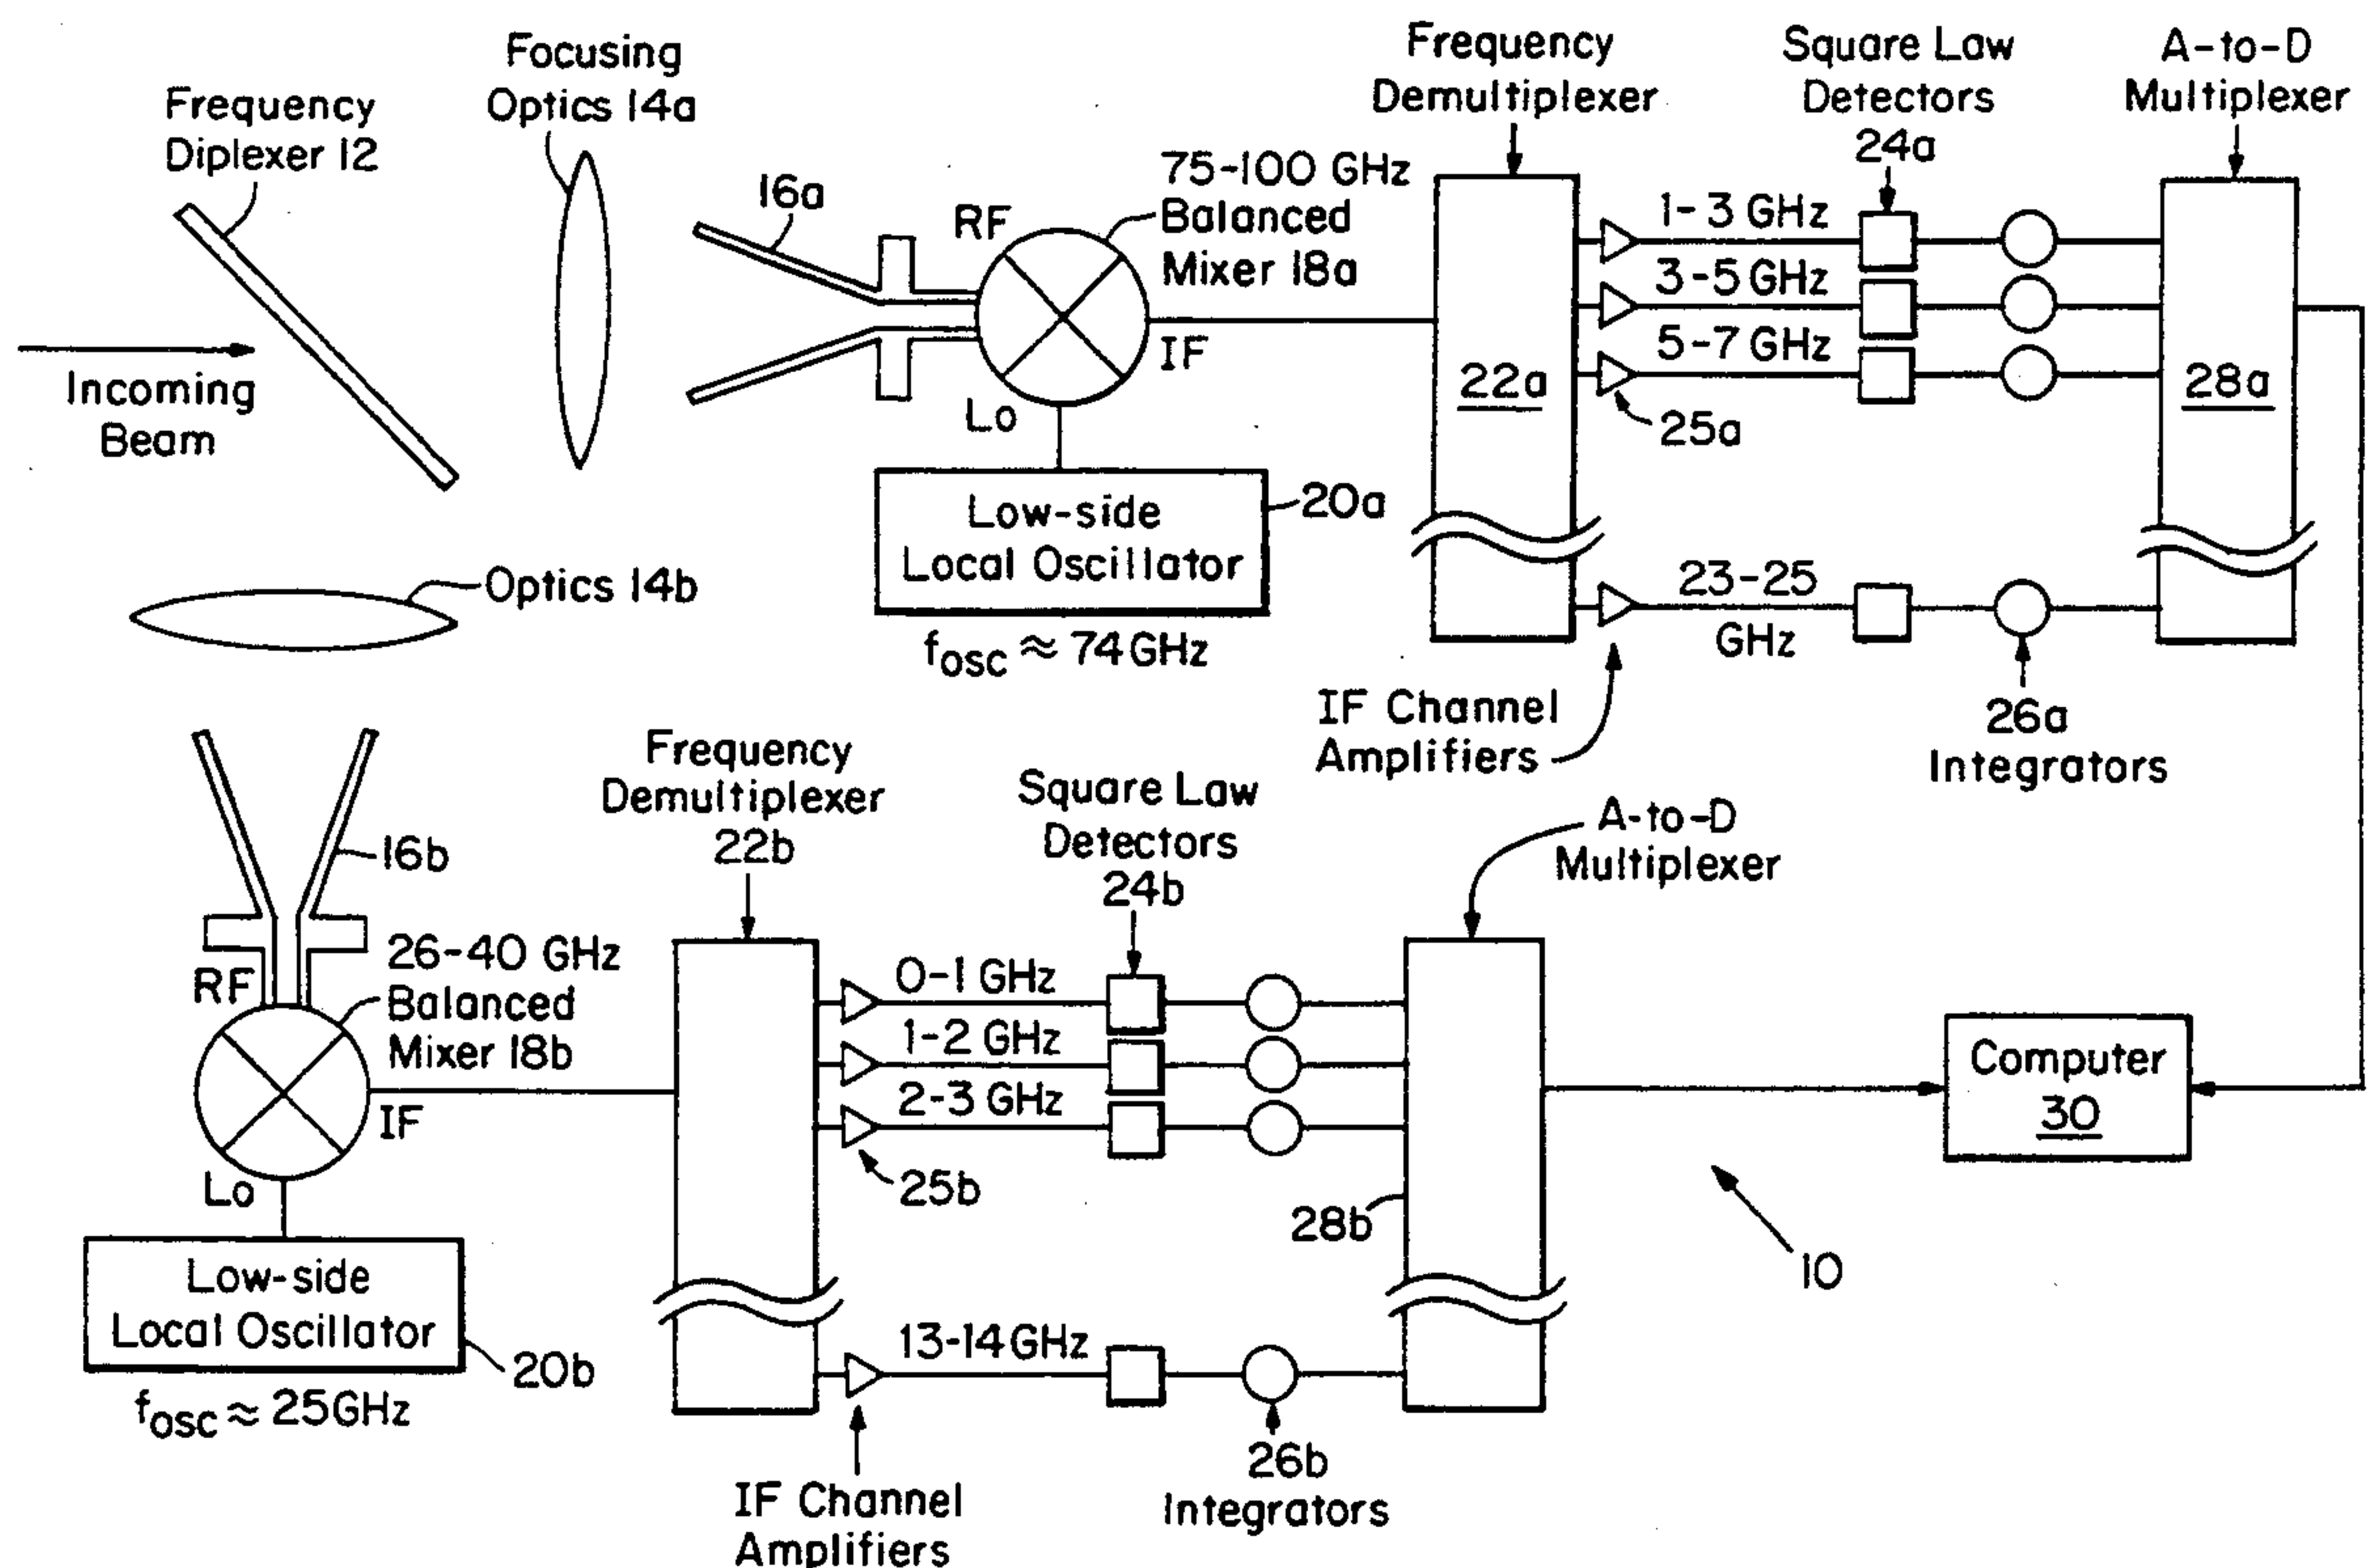 Frequency
Diplexer 12
Focusing
Optics 14a
Incoming
Beam
16a
RF
75-100 GHz
Balanced
Mixer 18a
IF
Lo
Low-side
Local Oscillator
20a
fosc ≈ 74GHz
Frequency
Demultiplexer
22a
1-3 GHz
3-5 GHz
5-7 GHz
25a
23-25
GHz
IF Channel
Amplifiers
Square Law
Detectors
24a
26a
Integrators
A-to-D
Multiplexer
28a
Optics 14b
16b
RF
26-40 GHz
Balanced
Mixer 18b
IF
Lo
Low-side
Local Oscillator
20b
fosc ≈ 25GHz
Frequency
Demultiplexer
22b
0-1 GHz
1-2 GHz
2-3 GHz
25b
13-14GHz
IF Channel
Amplifiers
Square Law
Detectors
24b
26b
Integrators
A-to-D
Multiplexer
28b
Computer
30
10